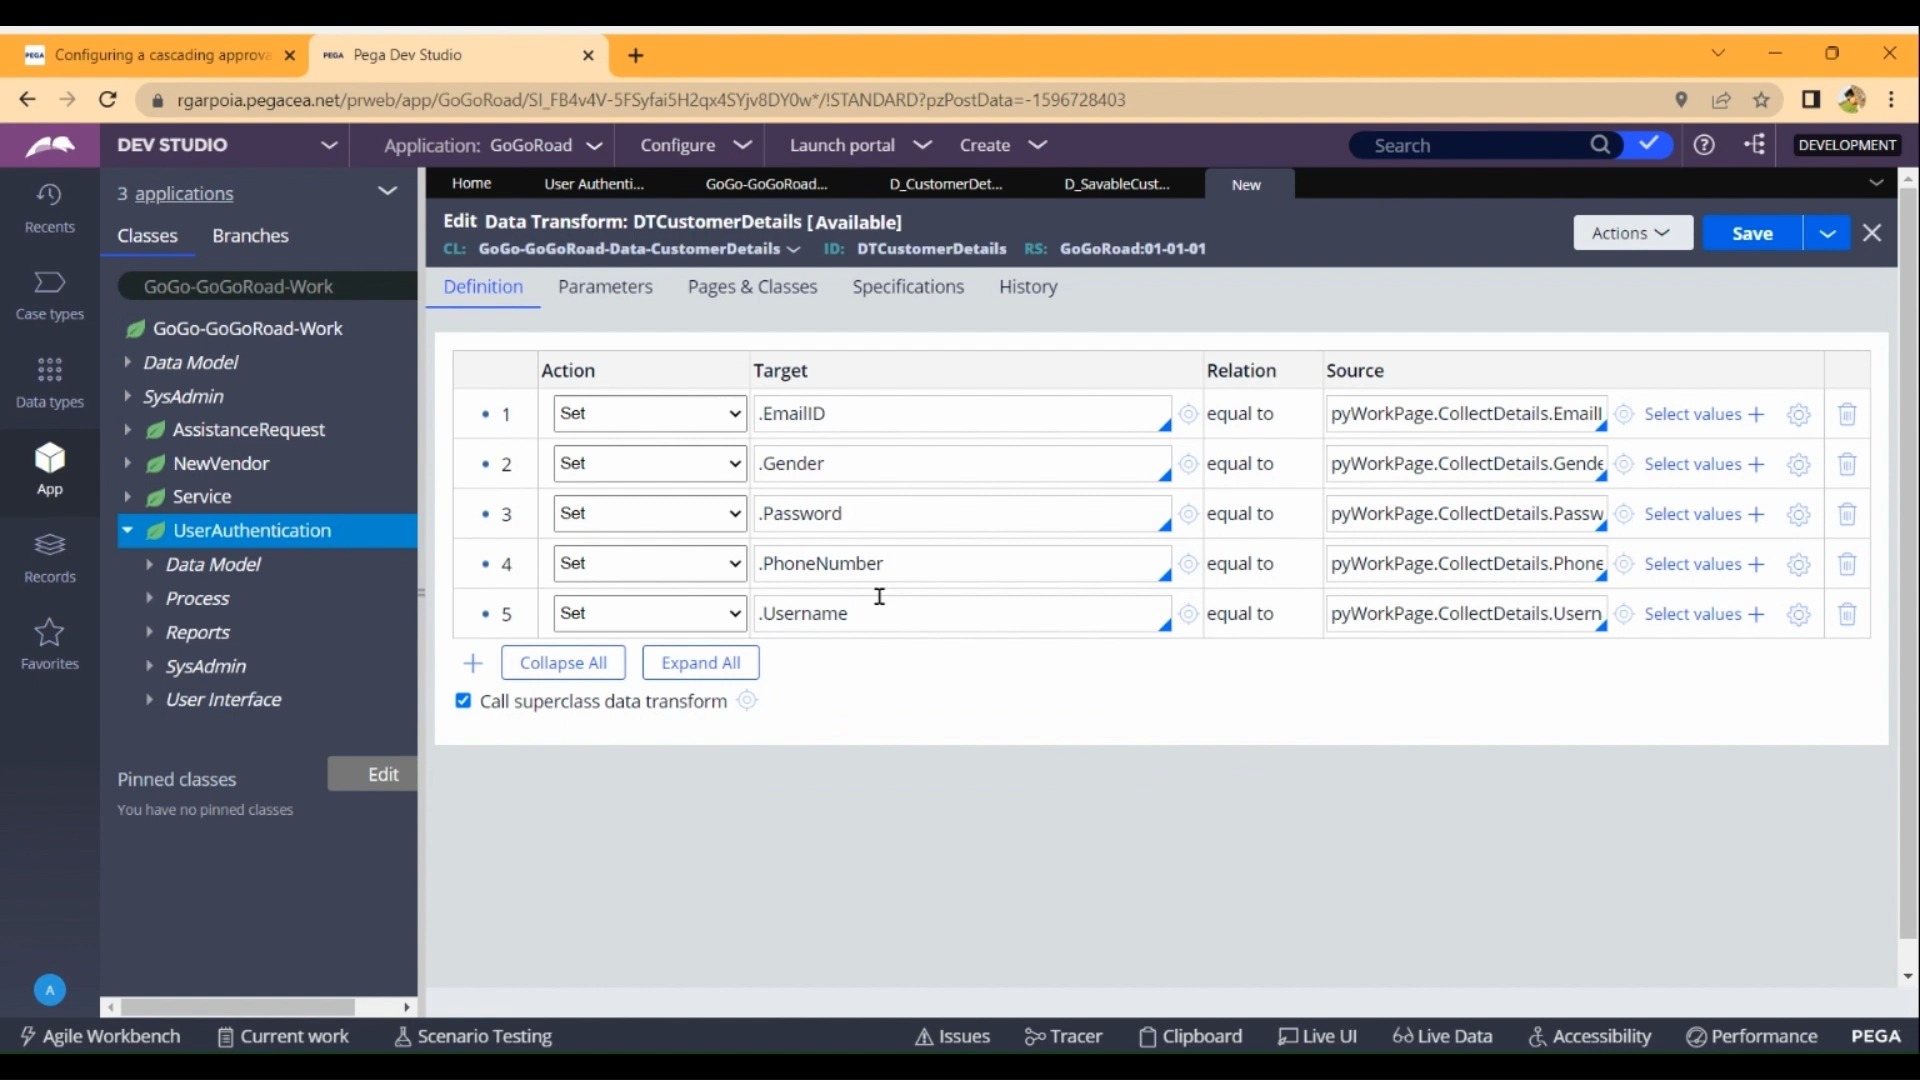 PEGA Configuring a cascading approva
PEGA Pega Dev Studio
rgarpoia.pegacea.net/prweb/app/GoGoRoad/SI_FB4v4V-5FSyfai5H2qx4SYjv8DY0w*/!STANDARD?pzPostData=-1596728403
DEV STUDIO Application: GoGoRoad Configure Launch portal Create Search DEVELOPMENT
Recents
Case types
Data types
App
Records
Favorites
A
3 applications
Classes Branches
GoGo-GoGoRoad-Work
GoGo-GoGoRoad-Work
Data Model
SysAdmin
AssistanceRequest
NewVendor
Service
UserAuthentication
Data Model
Process
Reports
SysAdmin
User Interface
Pinned classes Edit
You have no pinned classes
Home User Authenti... GoGo-GoGoRoad... D_CustomerDet... D_SavableCust... New
Edit Data Transform: DTCustomerDetails [Available]
CL: GoGo-GoGoRoad-Data-CustomerDetails ID: DTCustomerDetails RS: GoGoRoad:01-01-01
Actions Save
Definition Parameters Pages & Classes Specifications History
Action Target Relation Source
1 Set .EmailID equal to pyWorkPage.CollectDetails.EmailI Select values
2 Set .Gender equal to pyWorkPage.CollectDetails.Gende Select values
3 Set .Password equal to pyWorkPage.CollectDetails.Passw Select values
4 Set .PhoneNumber equal to pyWorkPage.CollectDetails.Phone Select values
5 Set .Username equal to pyWorkPage.CollectDetails.Usern Select values
Collapse All Expand All
Call superclass data transform
Agile Workbench Current work Scenario Testing Issues Tracer Clipboard Live UI Live Data Accessibility Performance PEGA